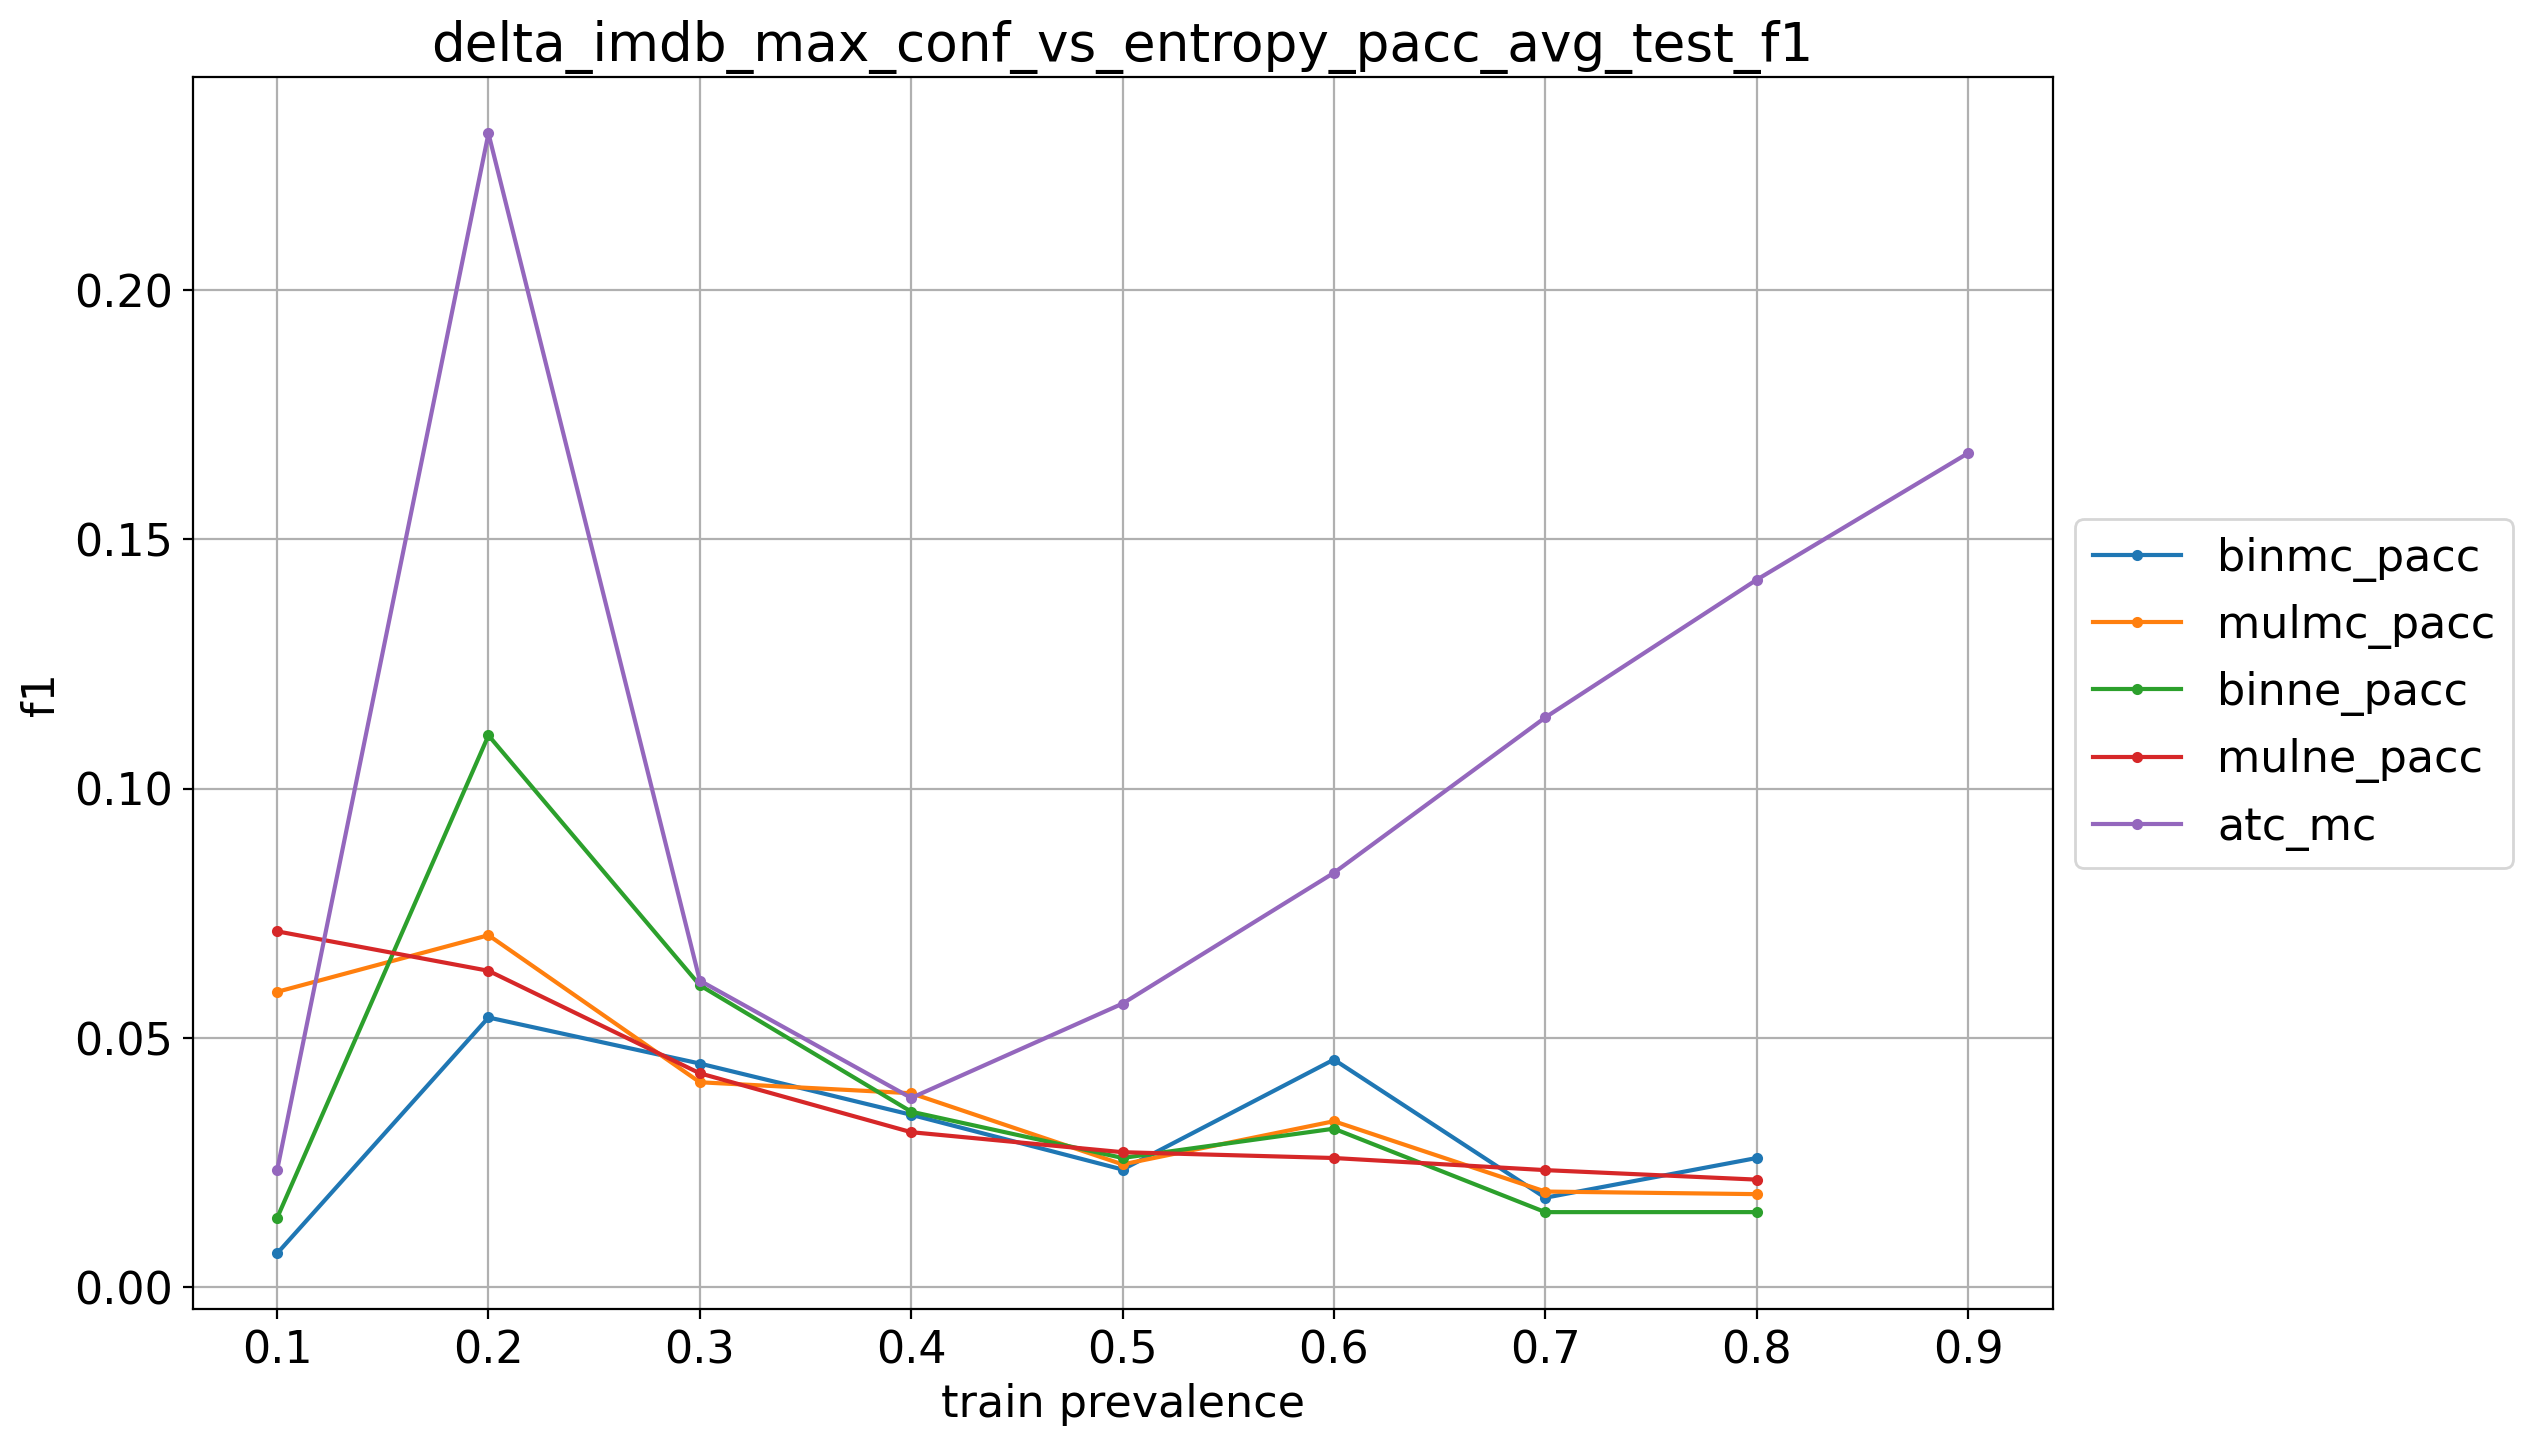 delta_imdb_max_conf_vs_entropy_pacc_avg_test_f1
f1
0.20
0.15
0.10
0.05
0.00
0.1 0.2 0.3 0.4 0.5 0.6 0.7 0.8 0.9
train prevalence
binmc_pacc
mulmc_pacc
binne_pacc
mulne_pacc
atc_mc